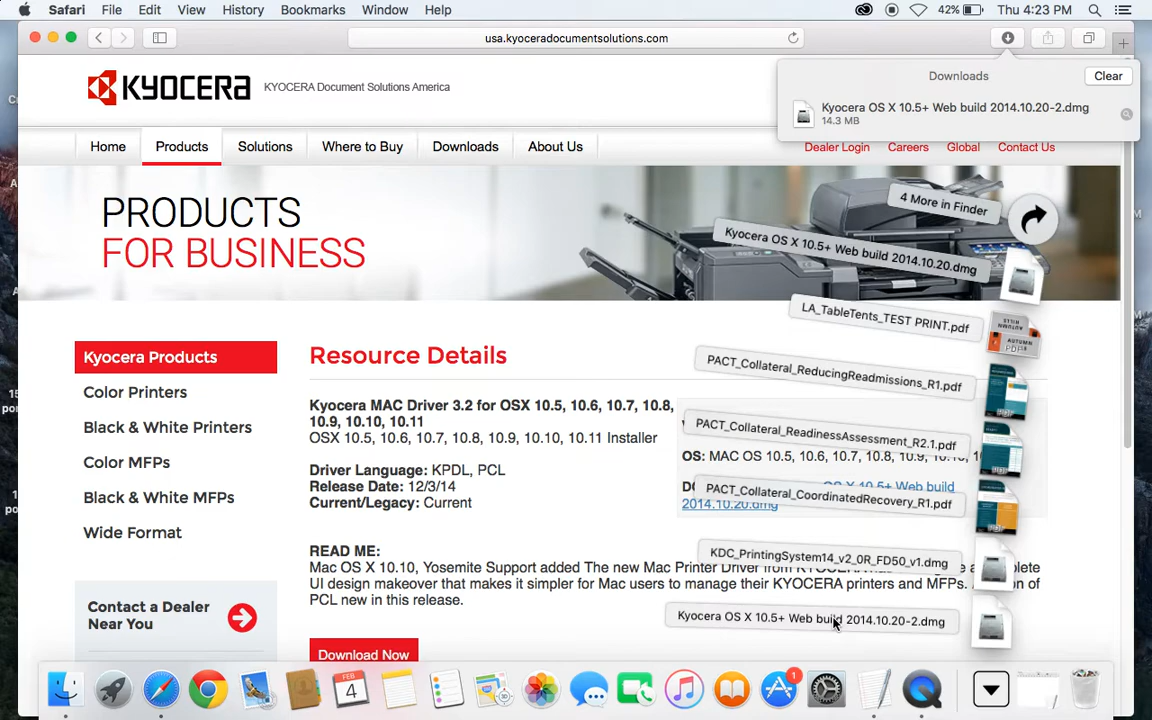 Safari File Edit View History Bookmarks Window Help 42% Thu 4:23 PM
usa.kyoceradocumentsolutions.com
Downloads Clear
Kyocera OS X 10.5+ Web build 2014.10.20-2.dmg
14.3 MB
KYOCERA KYOCERA Document Solutions America
Home Products Solutions Where to Buy Downloads About Us
Dealer Login Careers Global Contact Us
PRODUCTS
FOR BUSINESS
4 More in Finder
Kyocera OS X 10.5+ Web build 2014.10.20.dmg
LA_TableTents_TEST PRINT.pdf
PACT_Collateral_ReducingReadmissions_R1.pdf
PACT_Collateral_ReadinessAssessment_R2.1.pdf
PACT_Collateral_CoordinatedRecovery_R1.pdf
KDC_PrintingSystem14_v2_0R_FD50_v1.dmg
Kyocera OS X 10.5+ Web build 2014.10.20-2.dmg
Kyocera Products
Color Printers
Black & White Printers
Color MFPs
Black & White MFPs
Wide Format
Contact a Dealer
Near You
Resource Details
Kyocera MAC Driver 3.2 for OSX 10.5, 10.6, 10.7, 10.8,
10.9, 10.10, 10.11
OSX 10.5, 10.6, 10.7, 10.8, 10.9, 10.10, 10.11 Installer
Driver Language: KPDL, PCL
Release Date: 12/3/14
Current/Legacy: Current
OS: MAC OS 10.5, 10.6, 10.7, 10.8, 10.9, 10.10,
OS X 10.5+ Web build
2014.10.20.dmg
READ ME:
Mac OS X 10.10, Yosemite Support added The new Mac Printer Driver from
UI design makeover that makes it simpler for Mac users to manage their KYOCERA printers and MFPs.
PCL new in this release.
Download Now
FEB
4
1